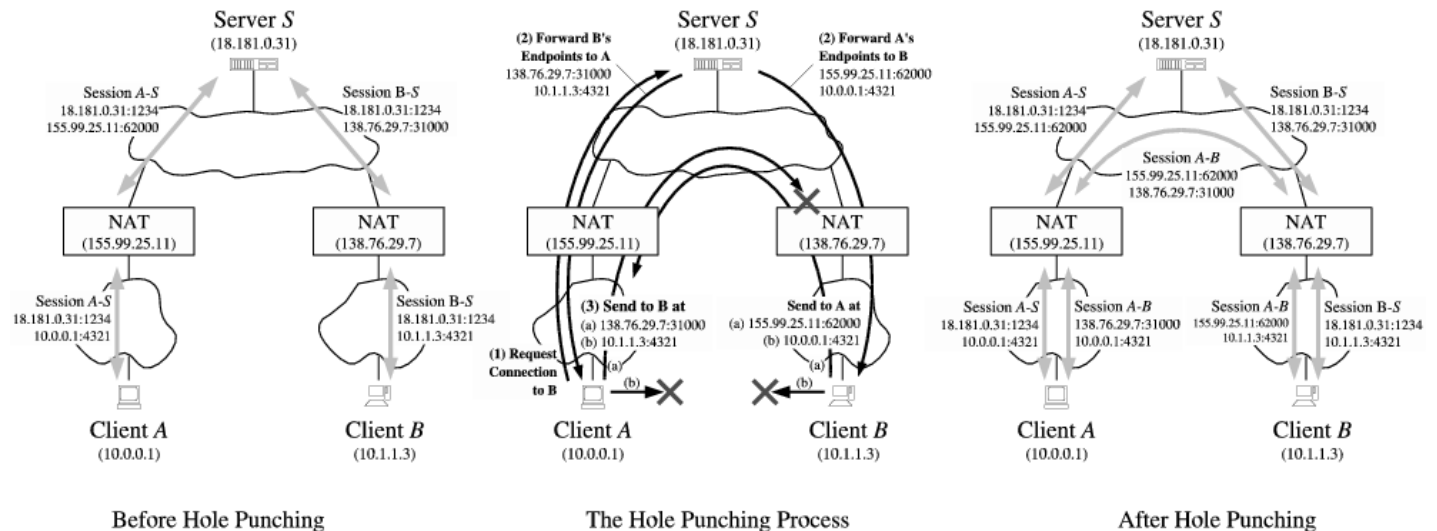 Server S
(18.181.0.31)
Session A-S
18.181.0.31:1234
155.99.25.11:62000
Session B-S
18.181.0.31:1234
138.76.29.7:31000
NAT
(155.99.25.11)
NAT
(138.76.29.7)
Session A-S
18.181.0.31:1234
10.0.0.1:4321
Session B-S
18.181.0.31:1234
10.1.1.3:4321
Client A
(10.0.0.1)
Client B
(10.1.1.3)
Before Hole Punching
Server S
(18.181.0.31)
(2) Forward B's
Endpoints to A
138.76.29.7:31000
10.1.1.3:4321
(2) Forward A's
Endpoints to B
155.99.25.11:62000
10.0.0.1:4321
NAT
(155.99.25.11)
NAT
(138.76.29.7)
(3) Send to B at
(a) 138.76.29.7:31000
(b) 10.1.1.3:4321
Send to A at
(a) 155.99.25.11:62000
(b) 10.0.0.1:4321
(1) Request
Connection
to B
(a)
(b)
(a)
(b)
Client A
(10.0.0.1)
Client B
(10.1.1.3)
The Hole Punching Process
Server S
(18.181.0.31)
Session A-S
18.181.0.31:1234
155.99.25.11:62000
Session B-S
18.181.0.31:1234
138.76.29.7:31000
Session A-B
155.99.25.11:62000
138.76.29.7:31000
NAT
(155.99.25.11)
NAT
(138.76.29.7)
Session A-S
18.181.0.31:1234
10.0.0.1:4321
Session A-B
138.76.29.7:31000
10.0.0.1:4321
Session A-B
155.99.25.11:62000
10.1.1.3:4321
Session B-S
18.181.0.31:1234
10.1.1.3:4321
Client A
(10.0.0.1)
Client B
(10.1.1.3)
After Hole Punching